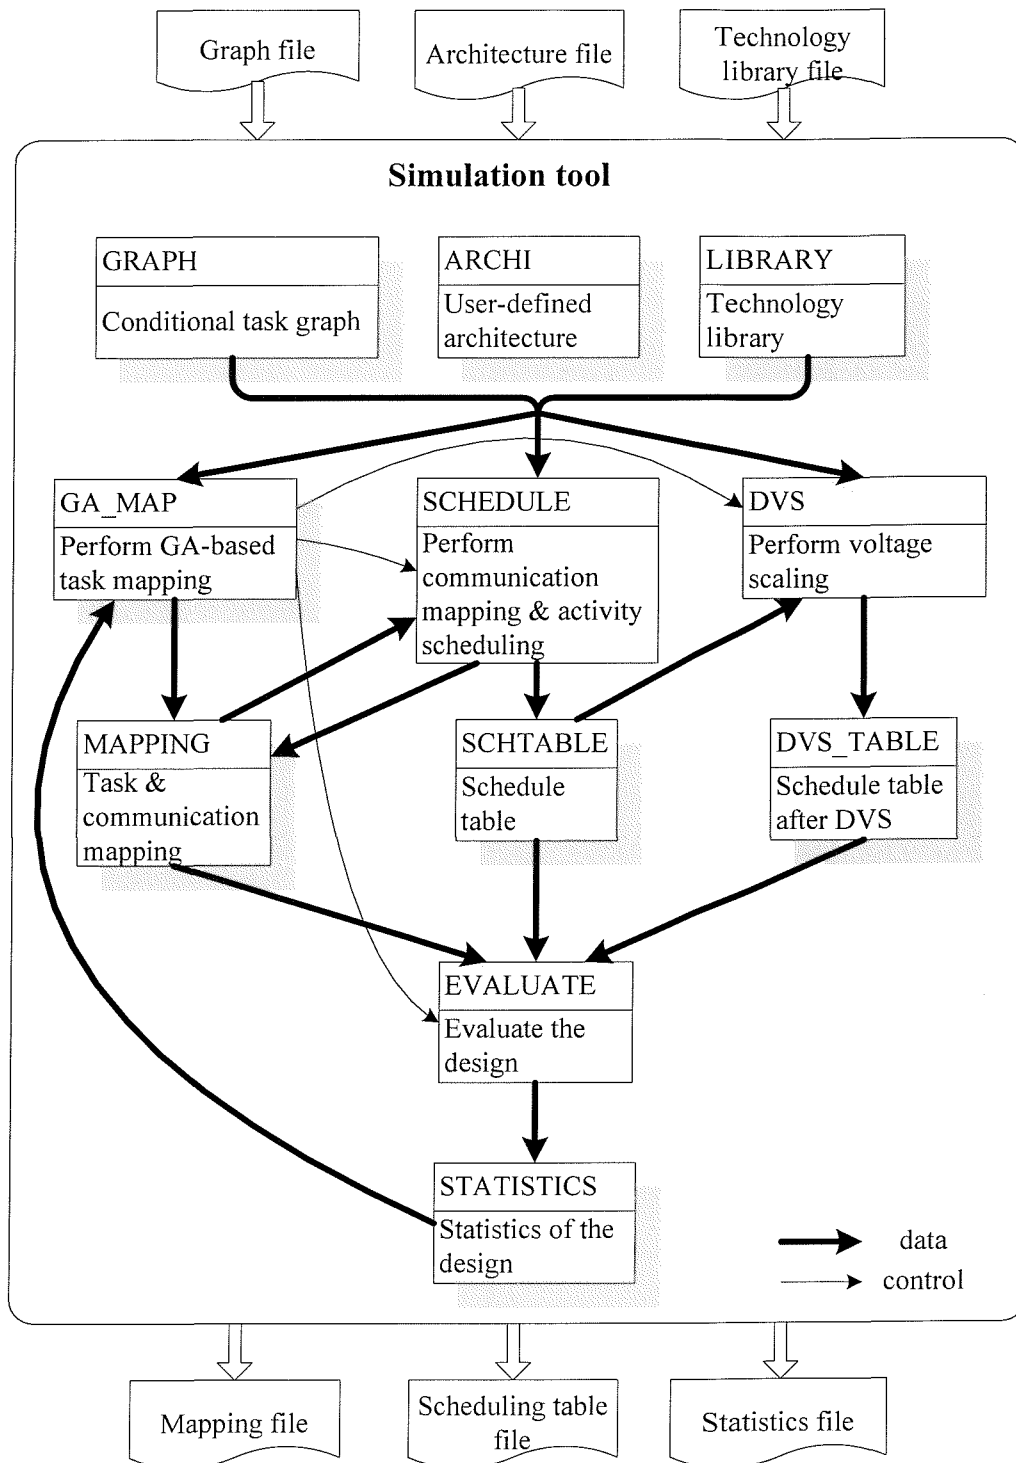 Graph file
Architecture file
Technology
library file
Simulation tool
GRAPH
Conditional task graph
ARCHI
User-defined
architecture
LIBRARY
Technology
library
GA_MAP
Perform GA-based
task mapping
SCHEDULE
Perform
communication
mapping & activity
scheduling
DVS
Perform voltage
scaling
MAPPING
Task &
communication
mapping
SCHTABLE
Schedule
table
DVS_TABLE
Schedule table
after DVS
EVALUATE
Evaluate the
design
STATISTICS
Statistics of the
design
data
control
Mapping file
Scheduling table
file
Statistics file